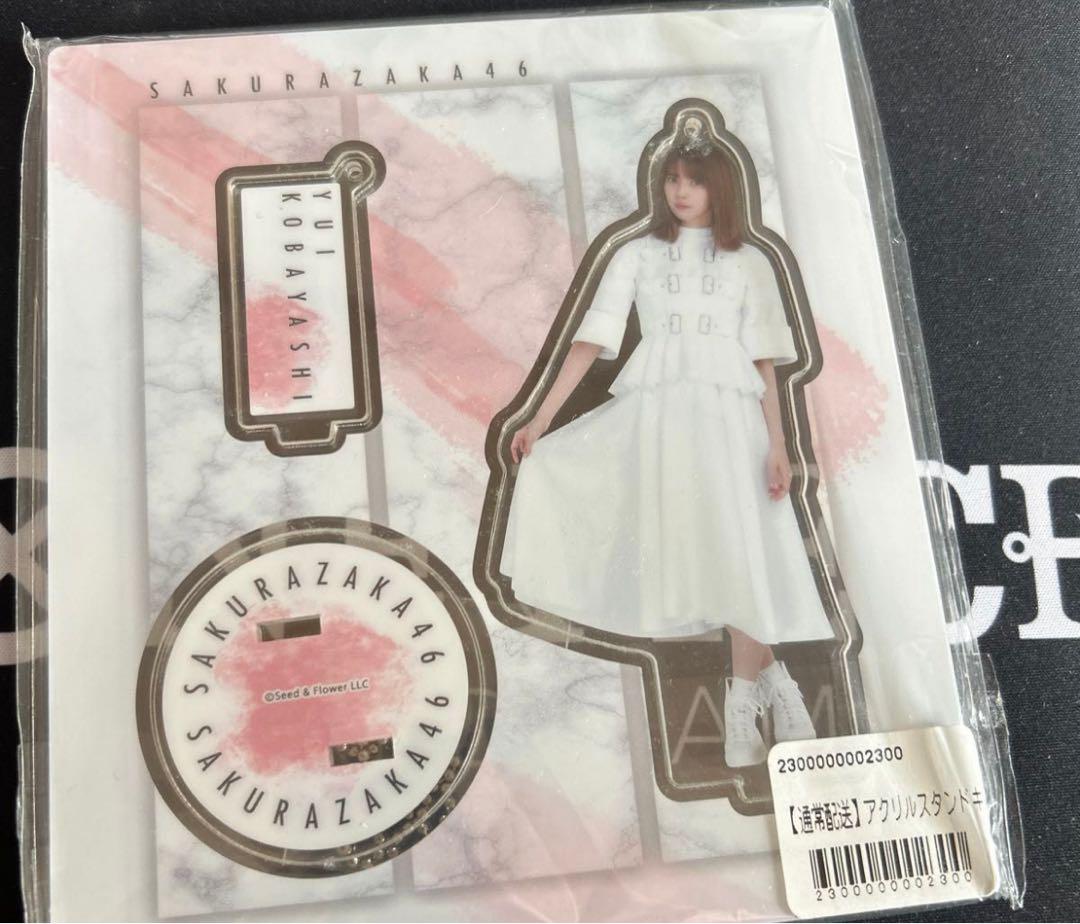 SAKURAZAKA46
YUI
KOBAYASHI
SAKURAZAKA46
©Seed & Flower LLC
SAKURAZAKA46
2300000002300
【通常配送】アクリルスタンドキ
2300000002300